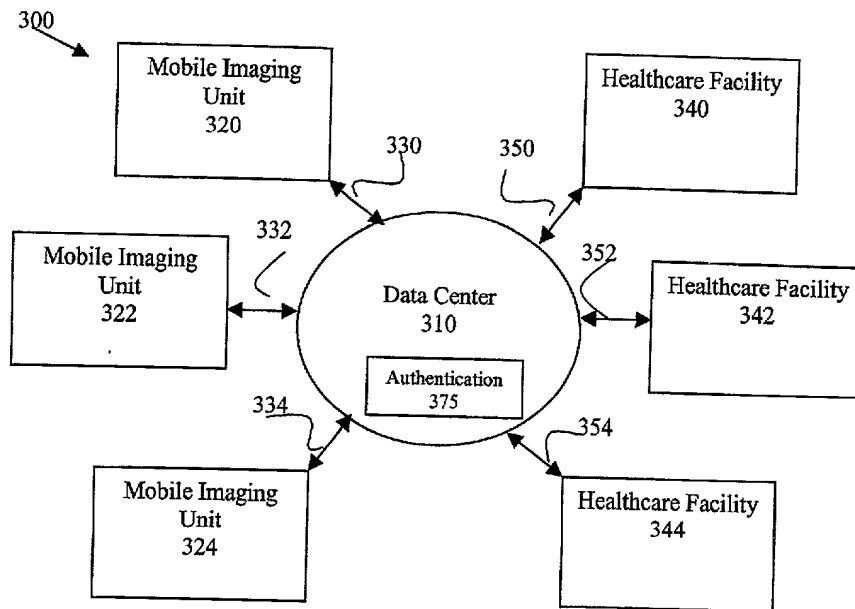 300
Mobile Imaging
Unit
320
Healthcare Facility
340
330
350
332
352
Mobile Imaging
Unit
322
Data Center
310
Healthcare Facility
342
Authentication
375
334
354
Mobile Imaging
Unit
324
Healthcare Facility
344